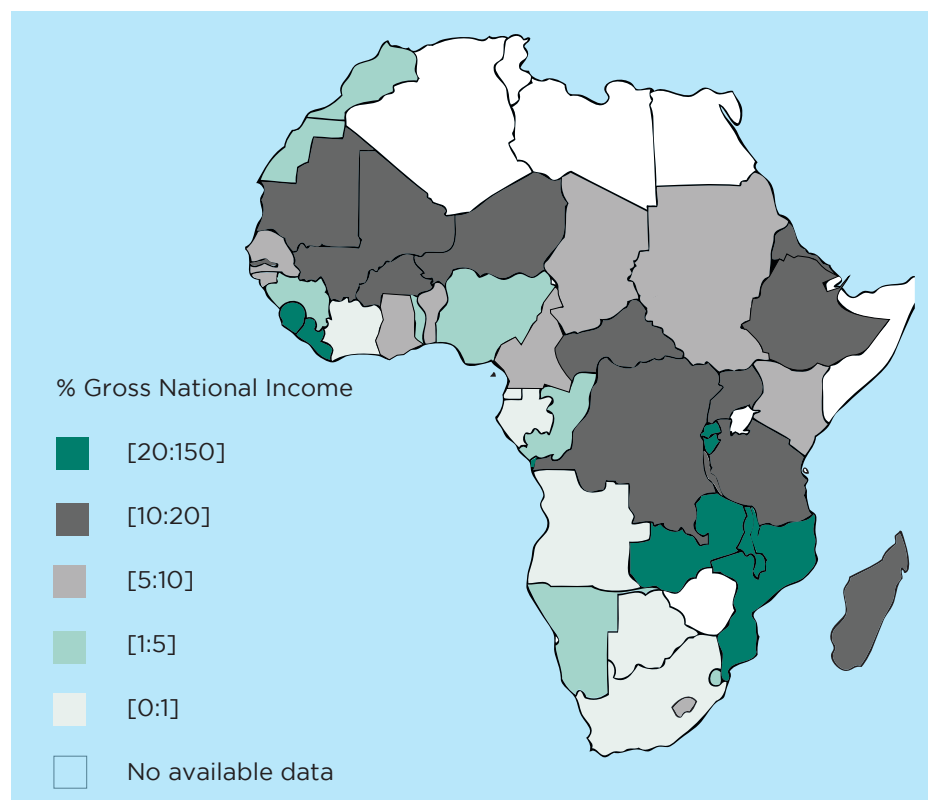 % Gross National Income
[20:150]
[10:20]
[5:10]
[1:5]
[0:1]
No available data